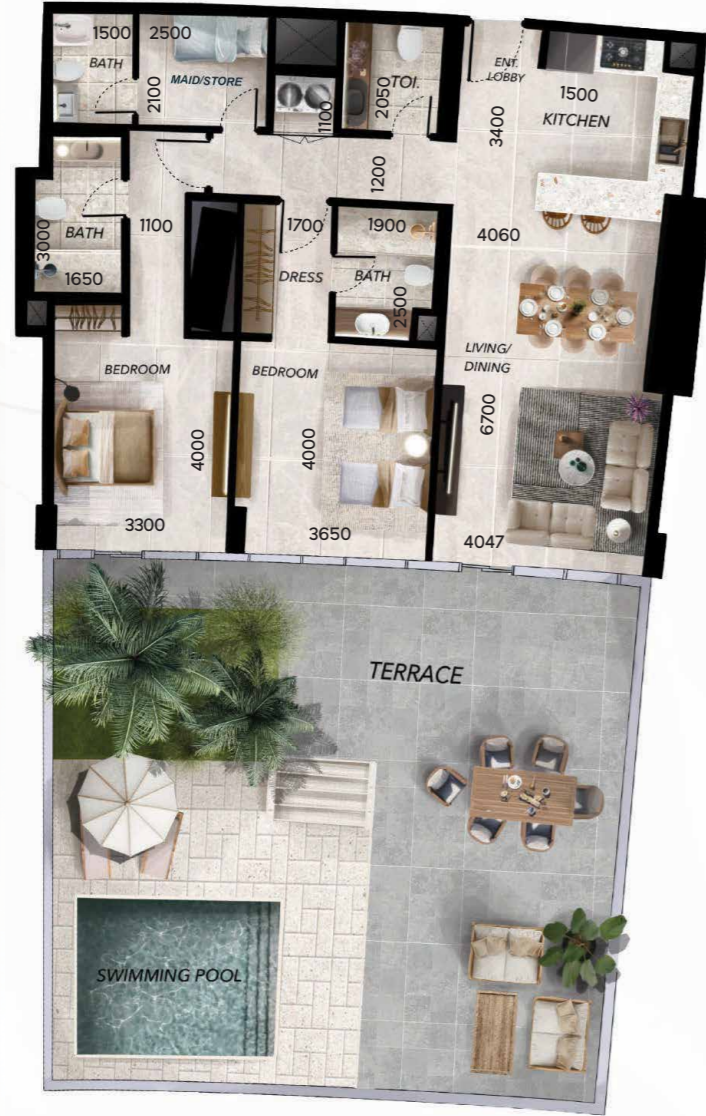 1500
2500
BATH
MAID/STORE
2100
1100
2050
TOI.
ENT.
LOBBY
3400
1500
KITCHEN
1200
3000
BATH
1650
1100
1700
DRESS
1900
BATH
2500
4060
LIVING/
DINING
6700
BEDROOM
4000
3300
BEDROOM
4000
3650
4047
TERRACE
SWIMMING POOL